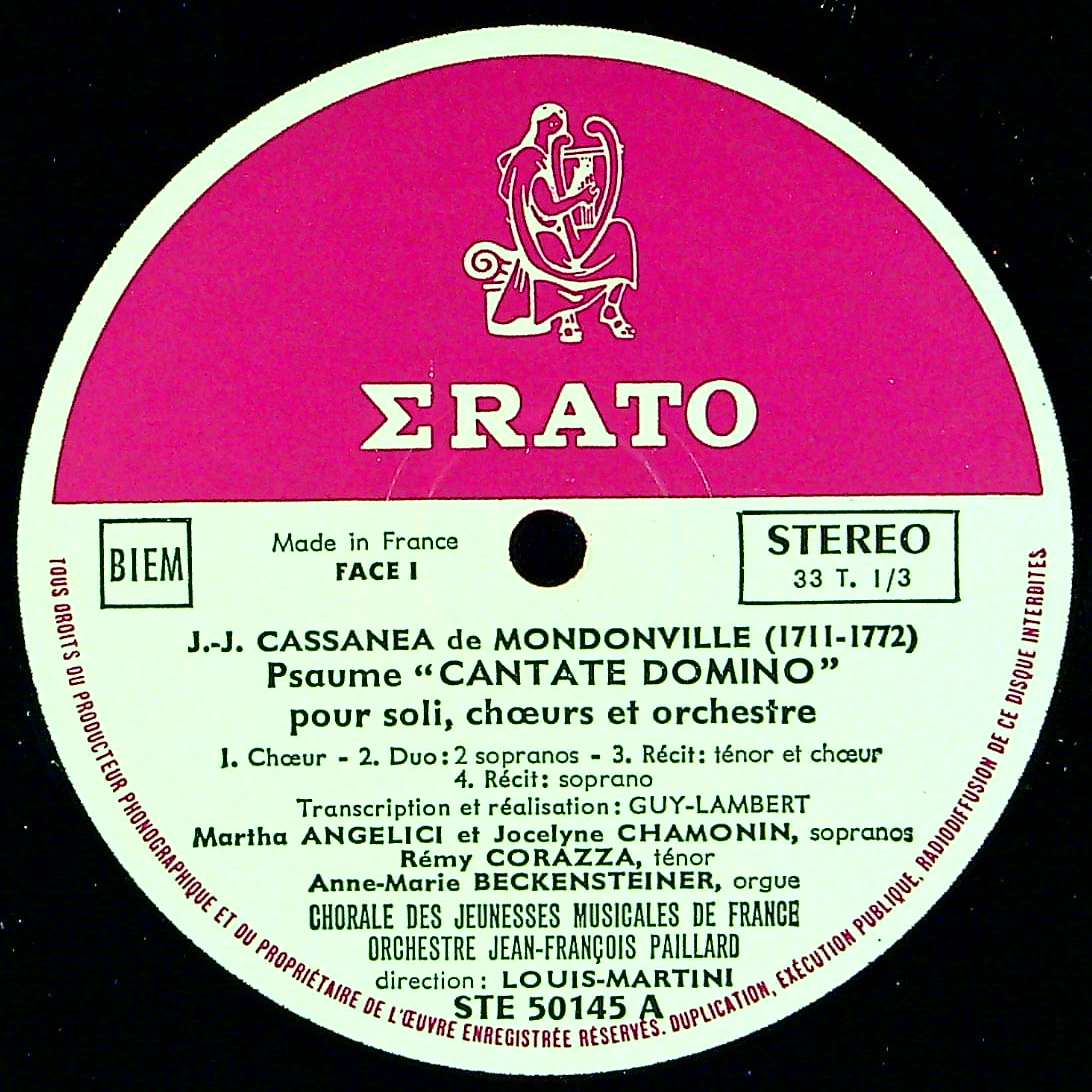 ΣRATO
BIEM
Made in France
FACE I
STEREO
33 T. 1/3
J.-J. CASSANEA de MONDONVILLE (1711-1772)
Psaume “CANTATE DOMINO”
pour soli, chœurs et orchestre
1. Chœur - 2. Duo: 2 sopranos - 3. Récit: ténor et chœur
4. Récit: soprano
Transcription et réalisation: GUY-LAMBERT
Martha ANGELICI et Jocelyne CHAMONIN, sopranos
Rémy CORAZZA, ténor
Anne-Marie BECKENSTEINER, orgue
CHORALE DES JEUNESSES MUSICALES DE FRANCE
ORCHESTRE JEAN-FRANÇOIS PAILLARD
direction: LOUIS-MARTINI
STE 50145 A
TOUS DROITS DU PRODUCTEUR PHONOGRAPHIQUE ET DU PROPRIÉTAIRE DE L'ŒUVRE ENREGISTRÉE RÉSERVÉS. DUPLICATION, EXÉCUTION PUBLIQUE, RADIODIFFUSION DE CE DISQUE INTERDITES